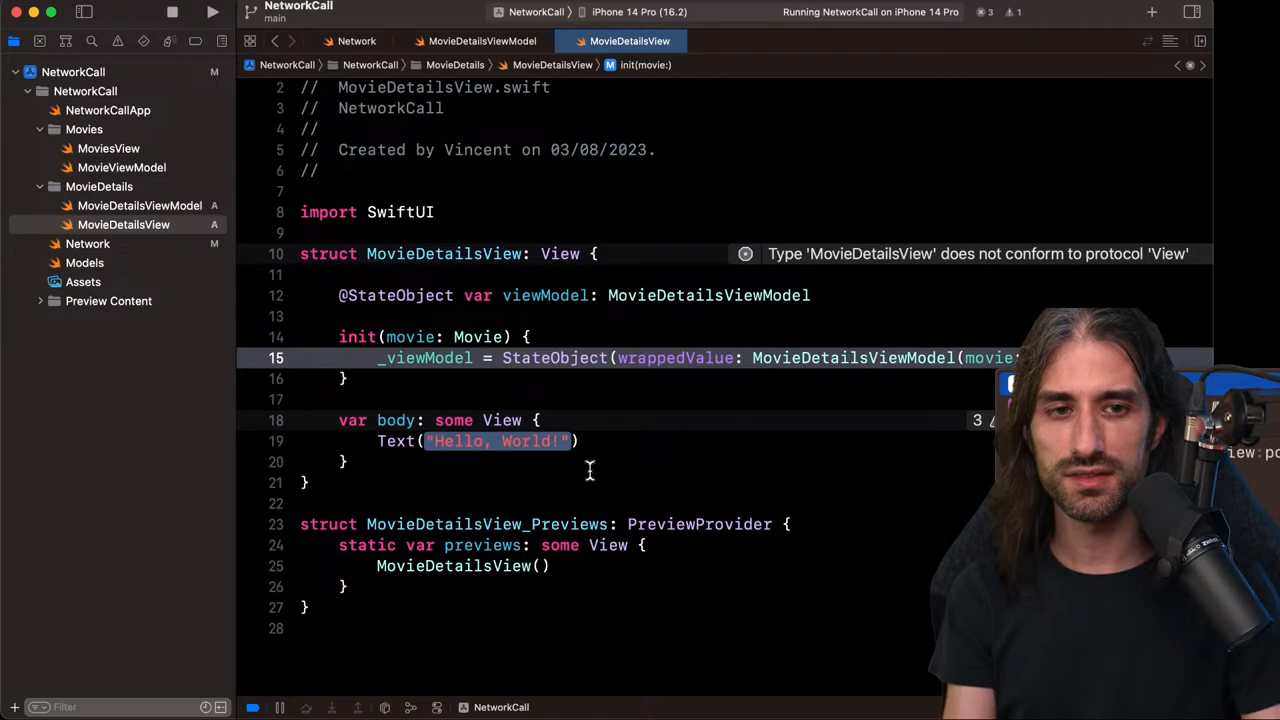 NetworkCall
main
NetworkCall
iPhone 14 Pro (16.2)
Running NetworkCall on iPhone 14 Pro
3
1
Network
MovieDetailsViewModel
MovieDetailsView
NetworkCall
NetworkCall
MovieDetails
MovieDetailsView
M
init(movie:)
NetworkCall M
NetworkCall
NetworkCallApp
Movies
MoviesView
MovieViewModel
MovieDetails
MovieDetailsViewModel A
MovieDetailsView A
Network M
Models
Assets
Preview Content
Filter
2 // MovieDetailsView.swift
3 // NetworkCall
4 //
5 // Created by Vincent on 03/08/2023.
6 //
7
8 import SwiftUI
9
10 struct MovieDetailsView: View { Type 'MovieDetailsView' does not conform to protocol 'View'
11
12 @StateObject var viewModel: MovieDetailsViewModel
13
14 init(movie: Movie) {
15 _viewModel = StateObject(wrappedValue: MovieDetailsViewModel(movie:
16 }
17
18 var body: some View { 3
19 Text("Hello, World!")
20 }
21 }
22
23 struct MovieDetailsView_Previews: PreviewProvider {
24 static var previews: some View {
25 MovieDetailsView()
26 }
27 }
28
NetworkCall